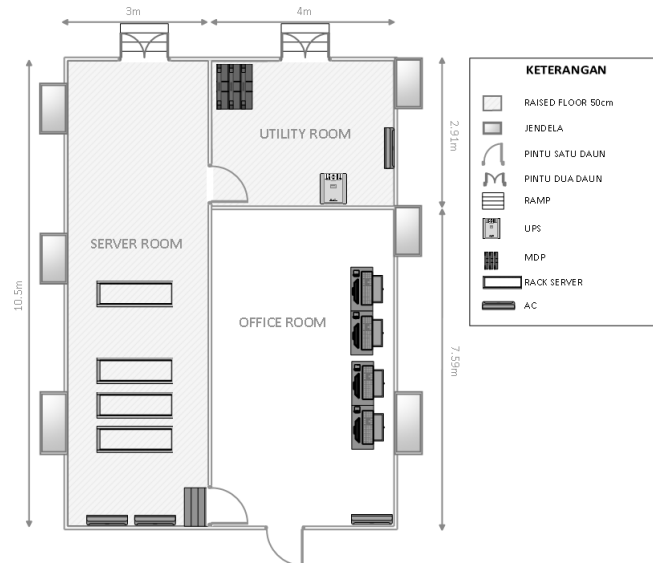 3m
4m
10.5m
2.91m
7.59m
UTILITY ROOM
SERVER ROOM
OFFICE ROOM
KETERANGAN
RAISED FLOOR 50cm
JENDELA
PINTU SATU DAUN
PINTU DUA DAUN
RAMP
UPS
MDP
RACK SERVER
AC